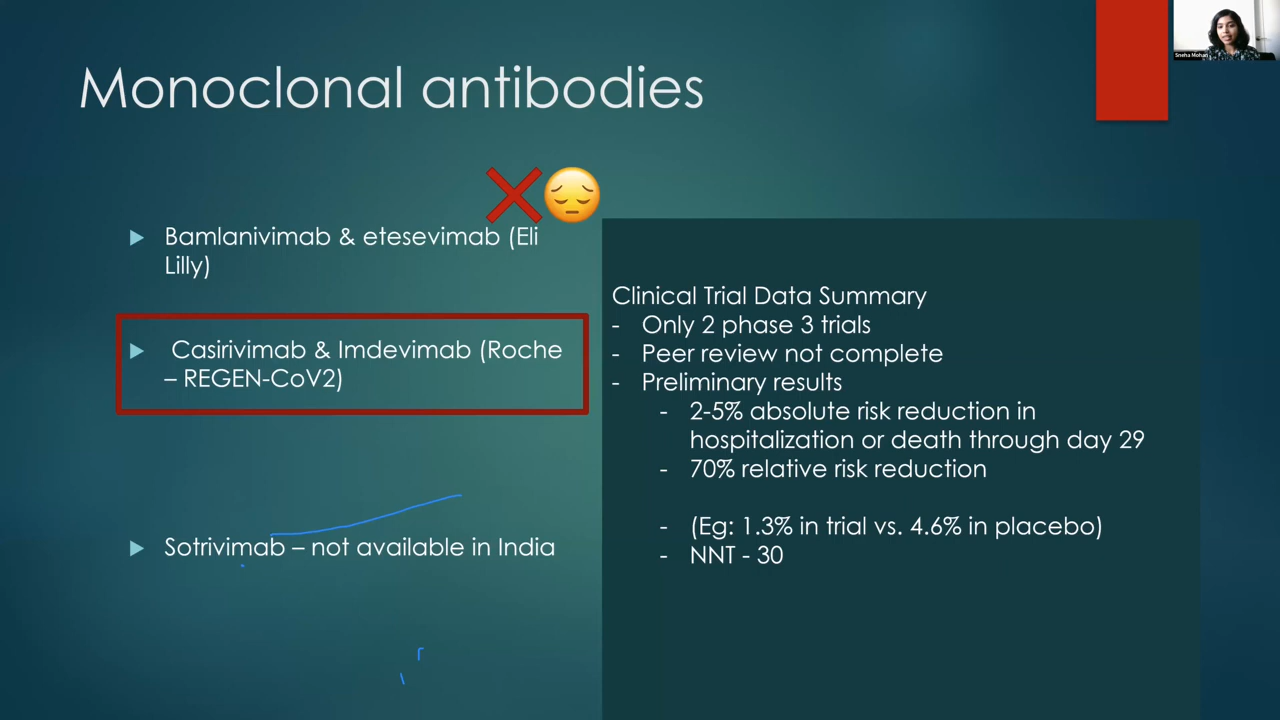 Monoclonal antibodies
Bamlanivimab & etesevimab (Eli
Lilly)
Casirivimab & Imdevimab (Roche
– REGEN-CoV2)
Sotrivimab – not available in India
Clinical Trial Data Summary
- Only 2 phase 3 trials
- Peer review not complete
- Preliminary results
- 2-5% absolute risk reduction in
hospitalization or death through day 29
- 70% relative risk reduction
- (Eg: 1.3% in trial vs. 4.6% in placebo)
- NNT - 30
Sneha Mohan